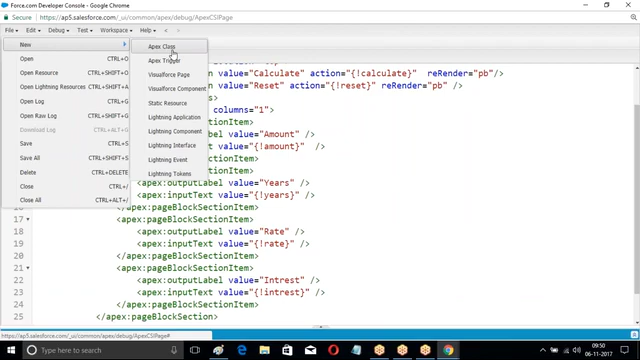 Force.com Developer Console - Google Chrome
Secure https://ap5.salesforce.com/_ui/common/apex/debug/ApexCSIPage
File Edit Debug Test Workspace Help < >
New
Open CTRL+O
Open Resource CTRL+SHIFT+O
Open Lightning Resources CTRL+SHIFT+A
Open Log CTRL+G
Open Raw Log CTRL+SHIFT+G
Download Log CTRL+ALT+G
Save CTRL+S
Save All CTRL+SHIFT+S
Delete CTRL+DELETE
Close CTRL+/
Close All CTRL+ALT+/
Apex Class
Apex Trigger
Visualforce Page
Visualforce Component
Static Resource
Lightning Application
Lightning Component
Lightning Interface
Lightning Event
Lightning Tokens
n value="Calculate" action="{!calculate}" reRender="pb"/>
n value="Reset" action="{!reset}" reRender="pb" />
columns="1">
ctionItem>
tLabel value="Amount" />
tText value="{!amount}" />
ectionItem>
ctionItem>
<apex:outputLabel value="Years" />
<apex:inputText value="{!years}" />
</apex:pageBlockSectionItem>
17 <apex:pageBlockSectionItem>
18 <apex:outputLabel value="Rate" />
19 <apex:inputText value="{!rate}" />
20 </apex:pageBlockSectionItem>
21 <apex:pageBlockSectionItem>
22 <apex:outputLabel value="Intrest" />
23 <apex:inputText value="{!intrest}" />
24 </apex:pageBlockSectionItem>
25 </apex:pageBlockSection>
https://ap5.salesforce.com/_ui/common/apex/debug/ApexCSIPage#
Type here to search
09:50
06-11-2017